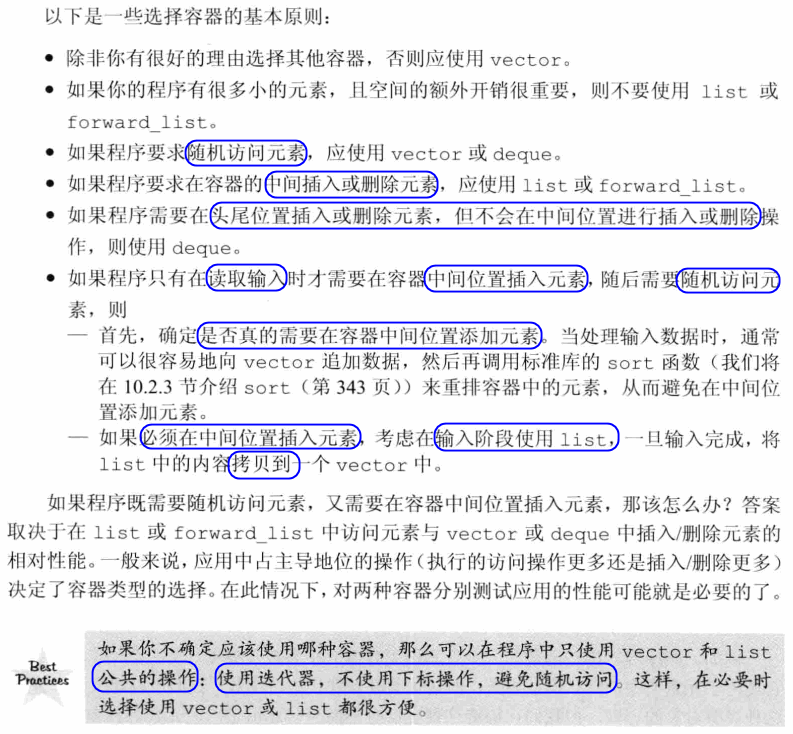 以下是一些选择容器的基本原则：
● 除非你有很好的理由选择其他容器，否则应使用 vector。
● 如果你的程序有很多小的元素，且空间的额外开销很重要，则不要使用 list 或
forward_list。
● 如果程序要求随机访问元素，应使用 vector 或 deque。
● 如果程序要求在容器的中间插入或删除元素，应使用 list 或 forward_list。
● 如果程序需要在头尾位置插入或删除元素，但不会在中间位置进行插入或删除操
作，则使用 deque。
● 如果程序只有在读取输入时才需要在容器中间位置插入元素，随后需要随机访问元
素，则
— 首先，确定是否真的需要在容器中间位置添加元素。当处理输入数据时，通常
可以很容易地向 vector 追加数据，然后再调用标准库的 sort 函数（我们将
在 10.2.3 节介绍 sort（第 343 页））来重排容器中的元素，从而避免在中间位
置添加元素。
— 如果必须在中间位置插入元素，考虑在输入阶段使用 list，一旦输入完成，将
list 中的内容拷贝到一个 vector 中。
如果程序既需要随机访问元素，又需要在容器中间位置插入元素，那该怎么办？答案
取决于在 list 或 forward_list 中访问元素与 vector 或 deque 中插入/删除元素的
相对性能。一般来说，应用中占主导地位的操作（执行的访问操作更多还是插入/删除更多）
决定了容器类型的选择。在此情况下，对两种容器分别测试应用的性能可能就是必要的了。
Best
Practices
如果你不确定应该使用哪种容器，那么可以在程序中只使用 vector 和 list
公共的操作：使用迭代器，不使用下标操作，避免随机访问。这样，在必要时
选择使用 vector 或 list 都很方便。